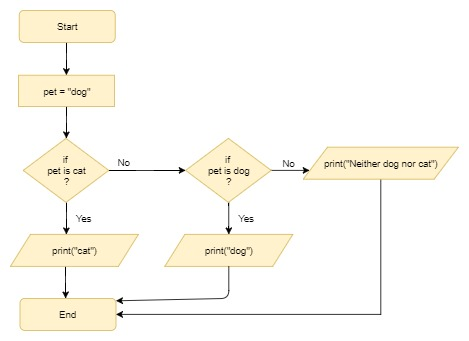 Start
pet = "dog"
if
pet is cat
?
No
if
pet is dog
?
No
print("Neither dog nor cat")
Yes
Yes
print("cat")
print("dog")
End